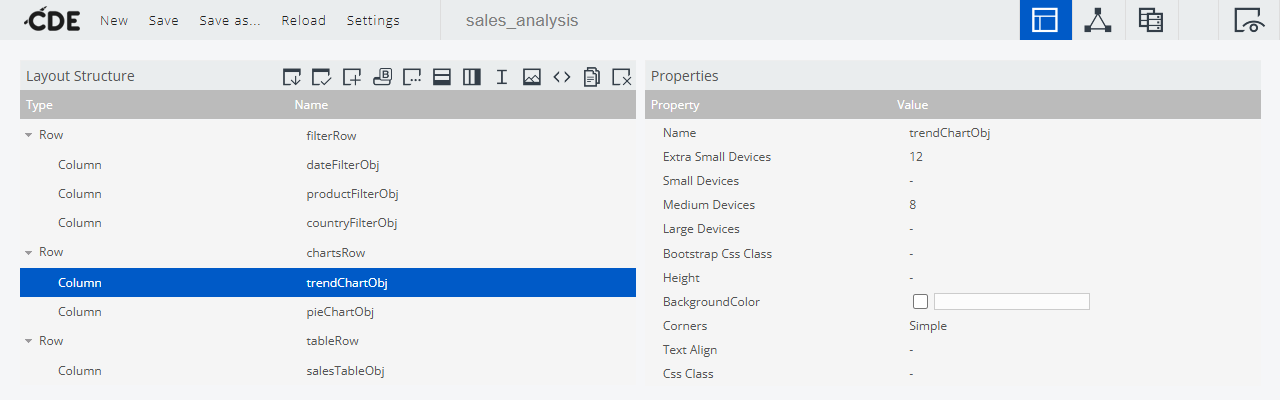 CDE New Save Save as... Reload Settings sales_analysis
Layout Structure
Type Name
Row filterRow
Column dateFilterObj
Column productFilterObj
Column countryFilterObj
Row chartsRow
Column trendChartObj
Column pieChartObj
Row tableRow
Column salesTableObj
Properties
Property Value
Name trendChartObj
Extra Small Devices 12
Small Devices -
Medium Devices 8
Large Devices -
Bootstrap Css Class -
Height -
BackgroundColor
Corners Simple
Text Align -
Css Class -